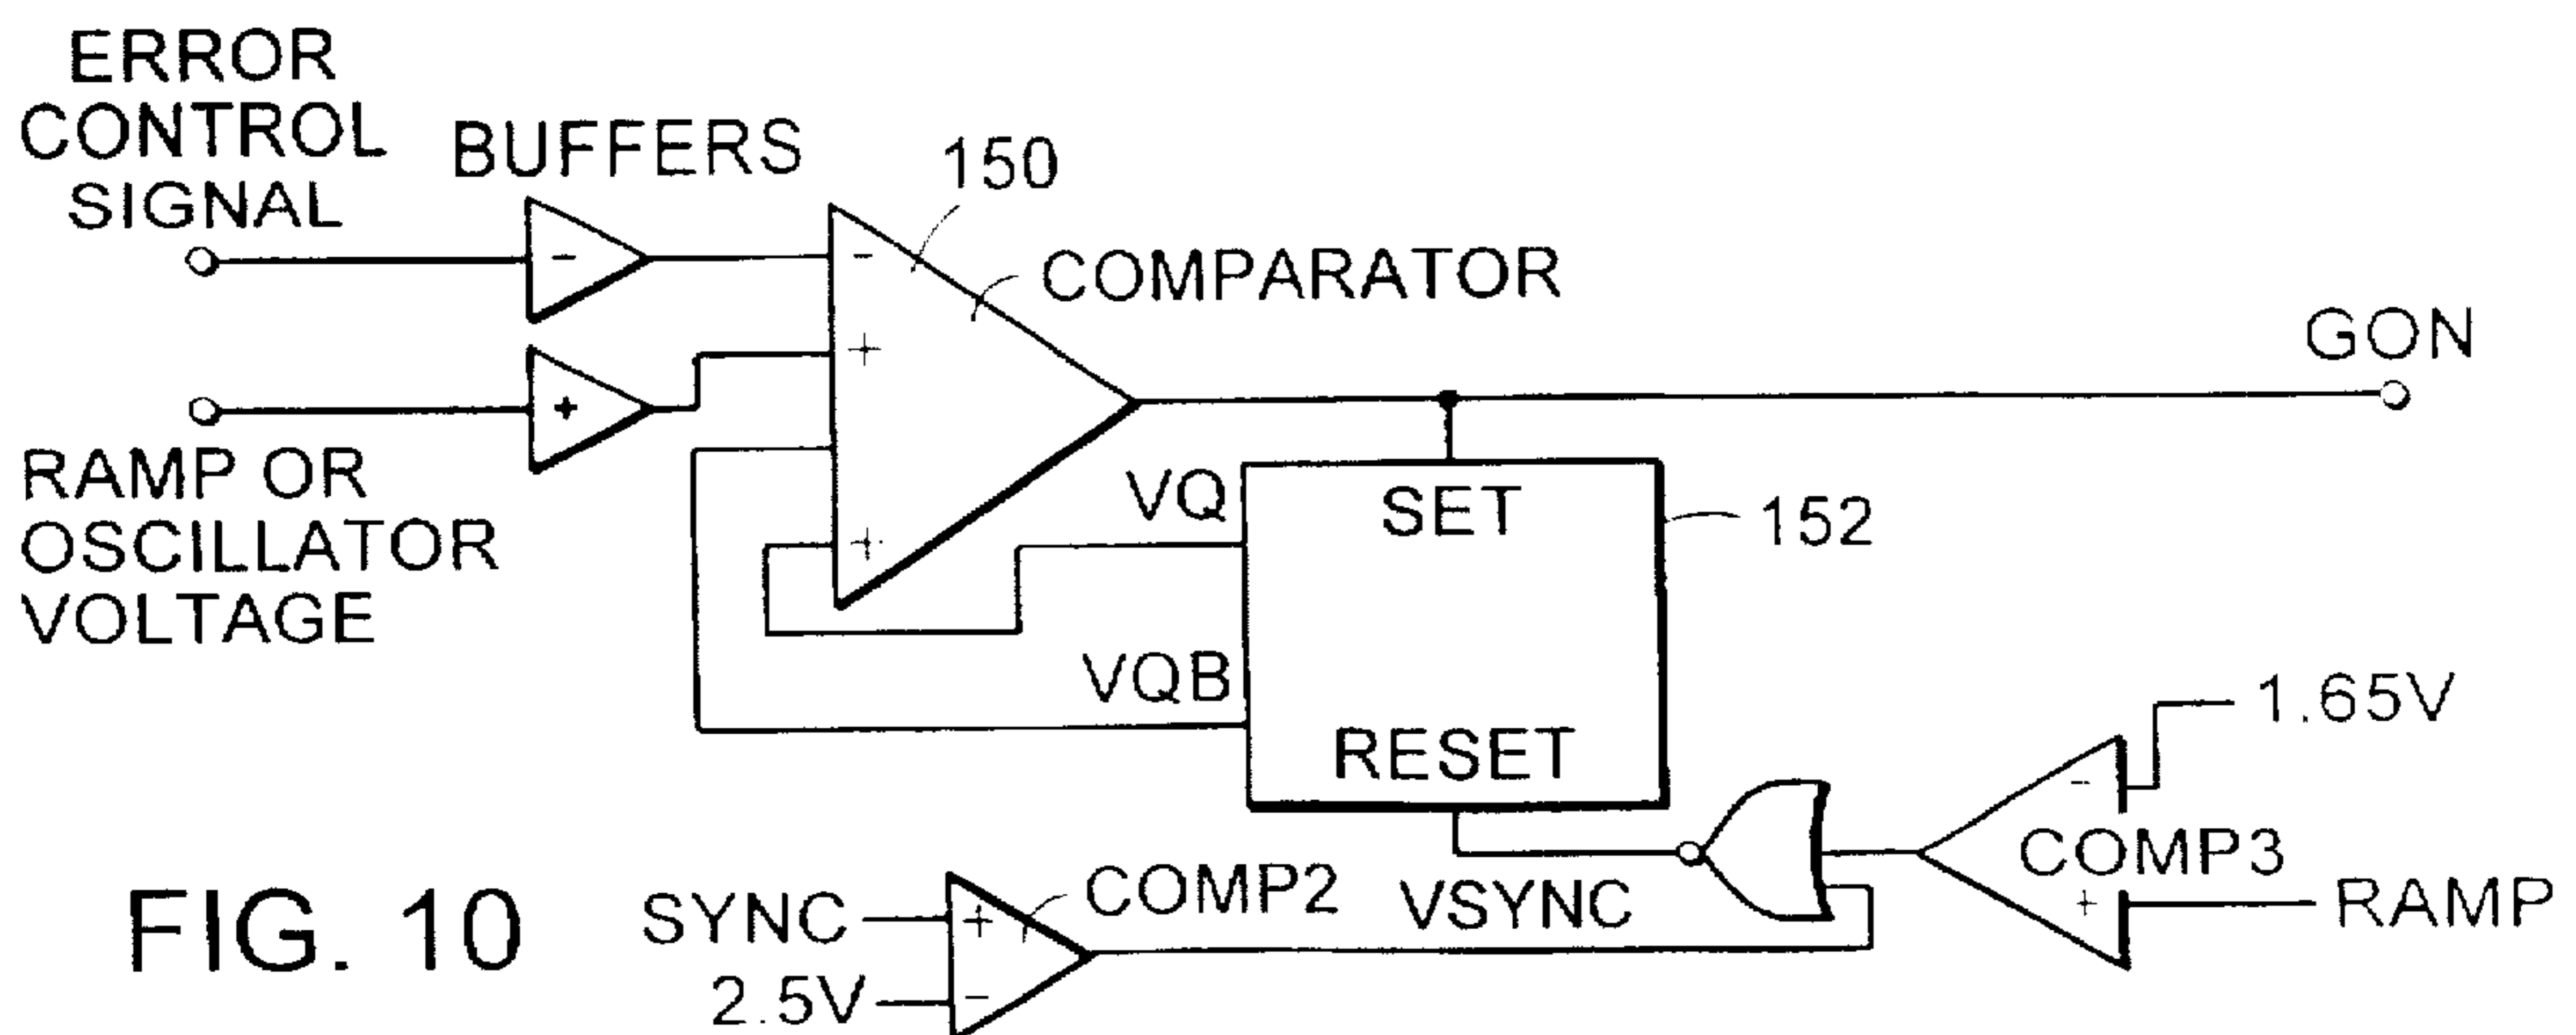 ERROR
CONTROL
SIGNAL
BUFFERS
150
COMPARATOR
GON
-
+
-
+
+
RAMP OR
OSCILLATOR
VOLTAGE
VQ
SET
152
VQB
RESET
1.65V
-
COMP3
+
RAMP
COMP2
VSYNC
SYNC
+
2.5V
-
FIG. 10